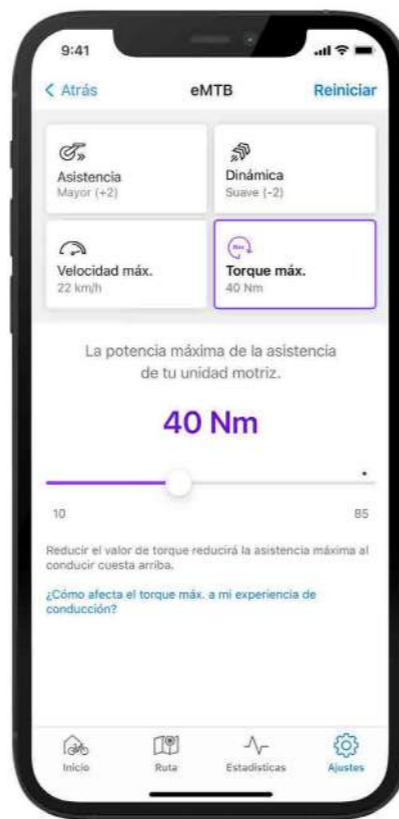 9:41
Atrás
eMTB
Reiniciar
Asistencia
Mayor (+2)
Dinámica
Suave (-2)
Velocidad máx.
22 km/h
Torque máx.
40 Nm
La potencia máxima de la asistencia
de tu unidad motriz.
40 Nm
10
85
Reducir el valor de torque reducirá la asistencia máxima al
conducir cuesta arriba.
¿Cómo afecta el torque máx. a mi experiencia de
conducción?
Inicio
Ruta
Estadísticas
Ajustes